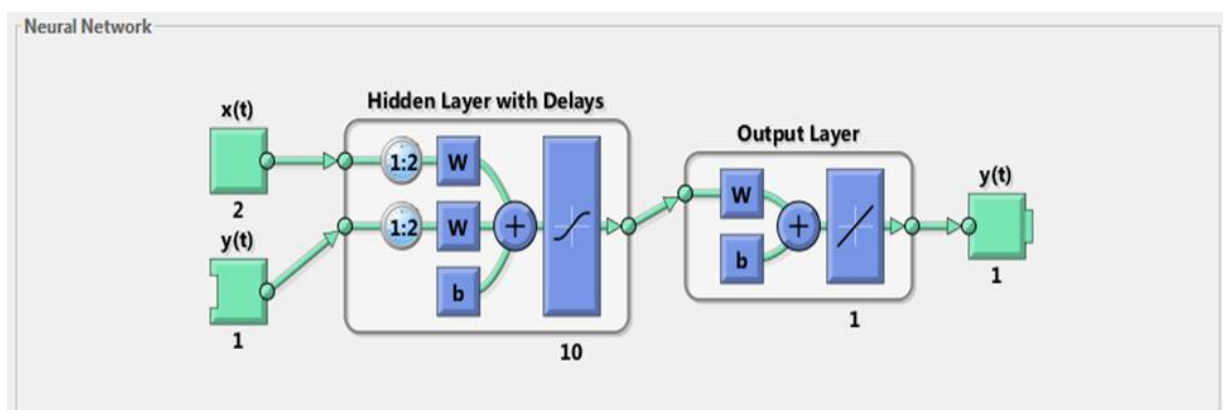 Neural Network
Hidden Layer with Delays
x(t)
1:2
W
2
y(t)
1:2
W
b
1
10
Output Layer
W
b
1
y(t)
1